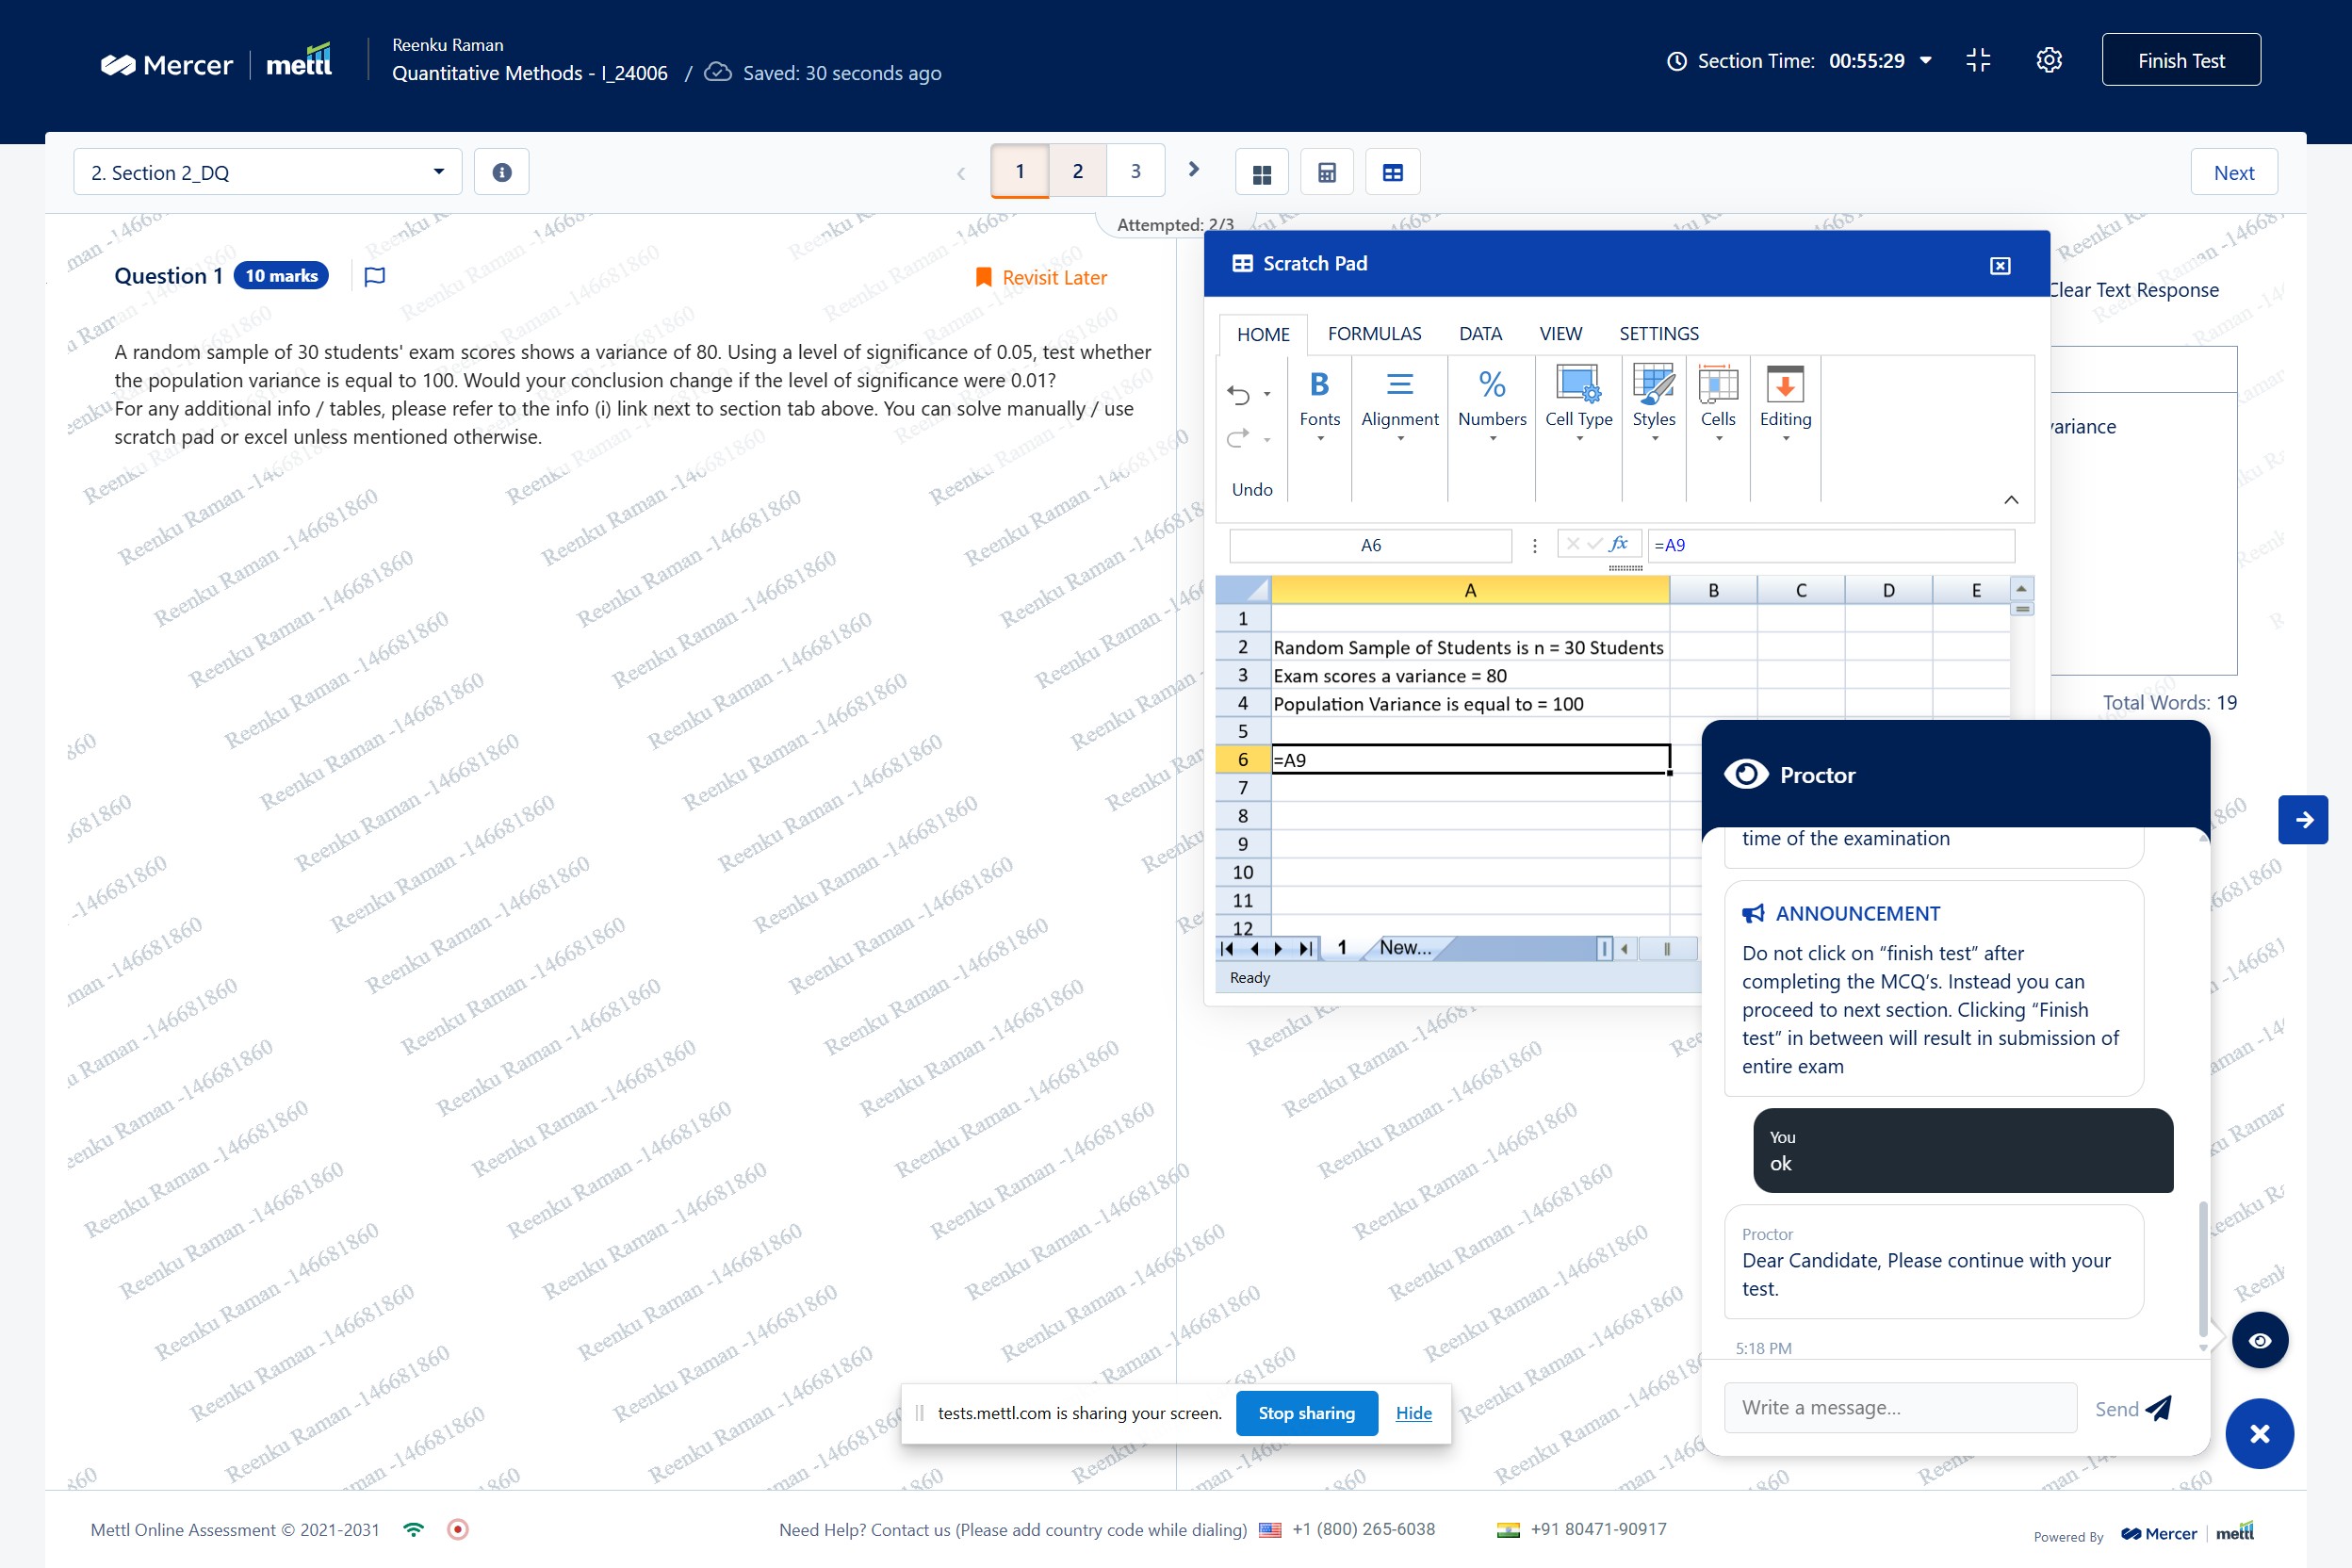 Mercer | mettl
Reenku Raman
Quantitative Methods - I_24006 / Saved: 30 seconds ago
Section Time: 00:55:29
Finish Test
2. Section 2_DQ
1 2 3
Next
Attempted: 2/3
Question 1 10 marks
Revisit Later
A random sample of 30 students' exam scores shows a variance of 80. Using a level of significance of 0.05, test whether
the population variance is equal to 100. Would your conclusion change if the level of significance were 0.01?
For any additional info / tables, please refer to the info (i) link next to section tab above. You can solve manually / use
scratch pad or excel unless mentioned otherwise.
Reenku Raman -146681860
Scratch Pad
Clear Text Response
HOME FORMULAS DATA VIEW SETTINGS
Undo
Fonts
Alignment
Numbers
Cell Type
Styles
Cells
Editing
variance
A6
fx
=A9
A B C D E
1
2 Random Sample of Students is n = 30 Students
3 Exam scores a variance = 80
4 Population Variance is equal to = 100
5
6 =A9
7
8
9
10
11
12
1 New...
Ready
Total Words: 19
Proctor
time of the examination
ANNOUNCEMENT
Do not click on “finish test” after
completing the MCQ’s. Instead you can
proceed to next section. Clicking “Finish
test” in between will result in submission of
entire exam
You
ok
Proctor
Dear Candidate, Please continue with your
test.
5:18 PM
Write a message...
Send
tests.mettl.com is sharing your screen.
Stop sharing
Hide
Mettl Online Assessment © 2021-2031
Need Help? Contact us (Please add country code while dialing) +1 (800) 265-6038 +91 80471-90917
Powered By Mercer | mettl